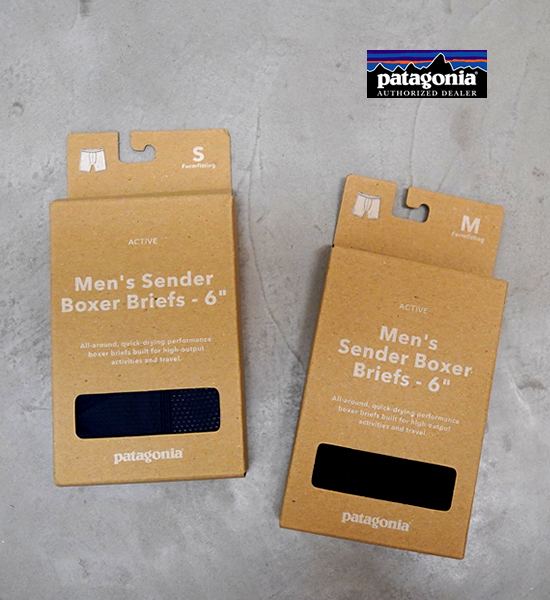 patagonia®
AUTHORIZED DEALER
S
Formfitting
ACTIVE
Men's Sender
Boxer Briefs - 6"
All-around, quick-drying performance
boxer briefs built for high-output
activities and travel.
patagonia®
M
Formfitting
ACTIVE
Men's
Sender Boxer
Briefs - 6"
All-around, quick-drying performance
boxer briefs built for high-output
activities and travel.
patagonia®